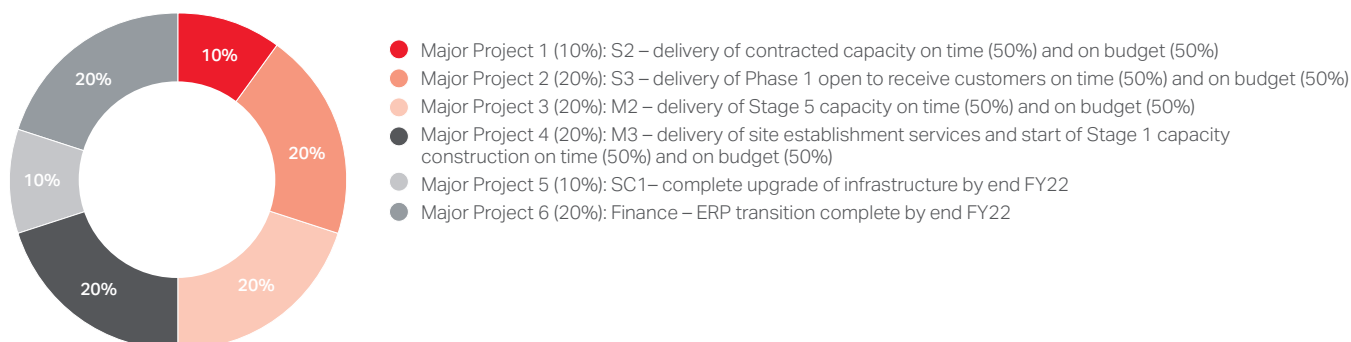 10%
20%
20%
20%
10%
20%
Major Project 1 (10%): S2 – delivery of contracted capacity on time (50%) and on budget (50%)
Major Project 2 (20%): S3 – delivery of Phase 1 open to receive customers on time (50%) and on budget (50%)
Major Project 3 (20%): M2 – delivery of Stage 5 capacity on time (50%) and on budget (50%)
Major Project 4 (20%): M3 – delivery of site establishment services and start of Stage 1 capacity
construction on time (50%) and on budget (50%)
Major Project 5 (10%): SC1– complete upgrade of infrastructure by end FY22
Major Project 6 (20%): Finance – ERP transition complete by end FY22